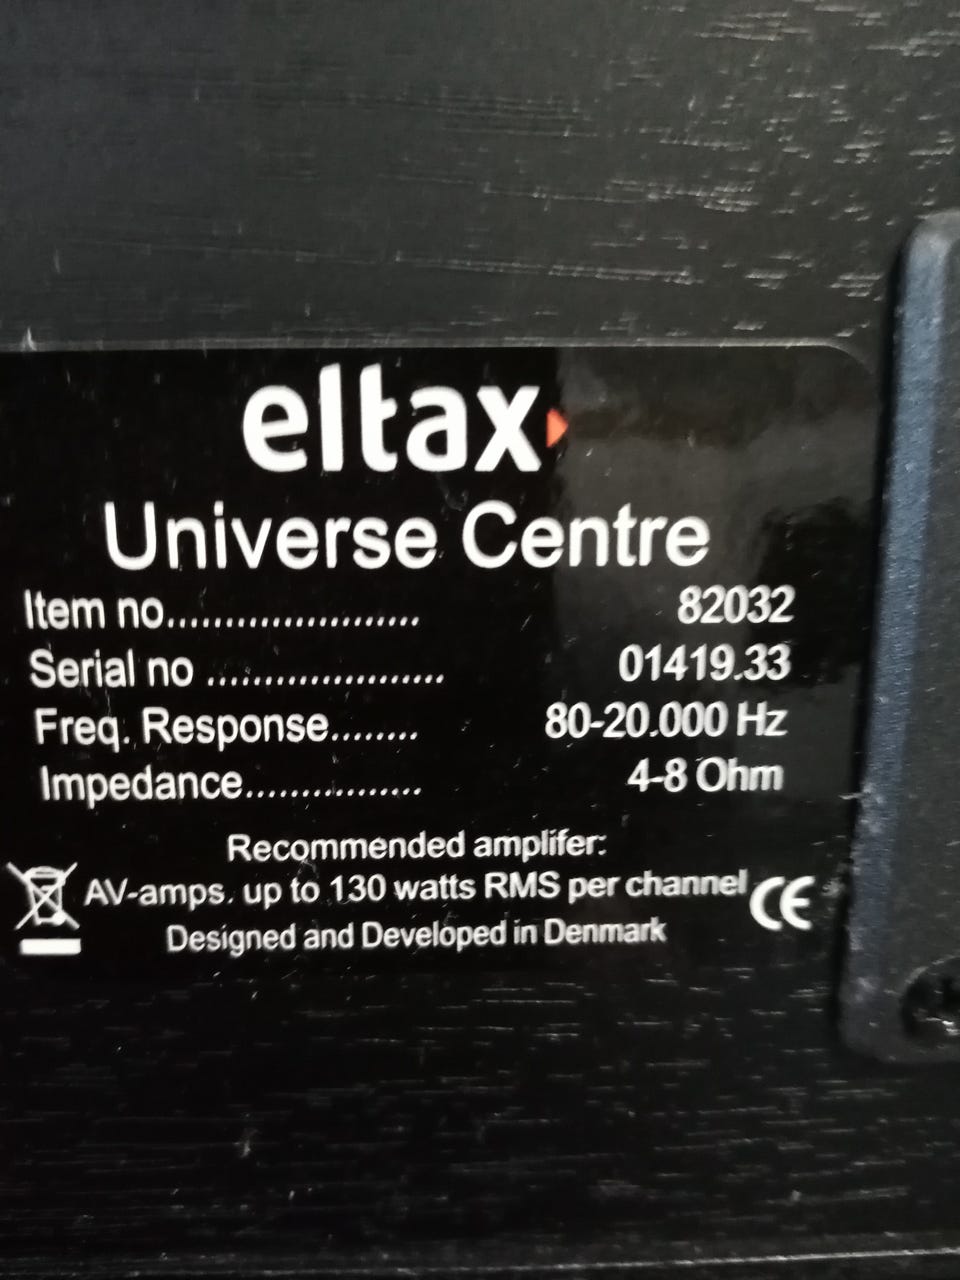 eltax
Universe Centre
Item no...................... 82032
Serial no ..................... 01419.33
Freq. Response........ 80-20.000 Hz
Impedance................ 4-8 Ohm
Recommended amplifer:
AV-amps. up to 130 watts RMS per channel
CE
Designed and Developed in Denmark